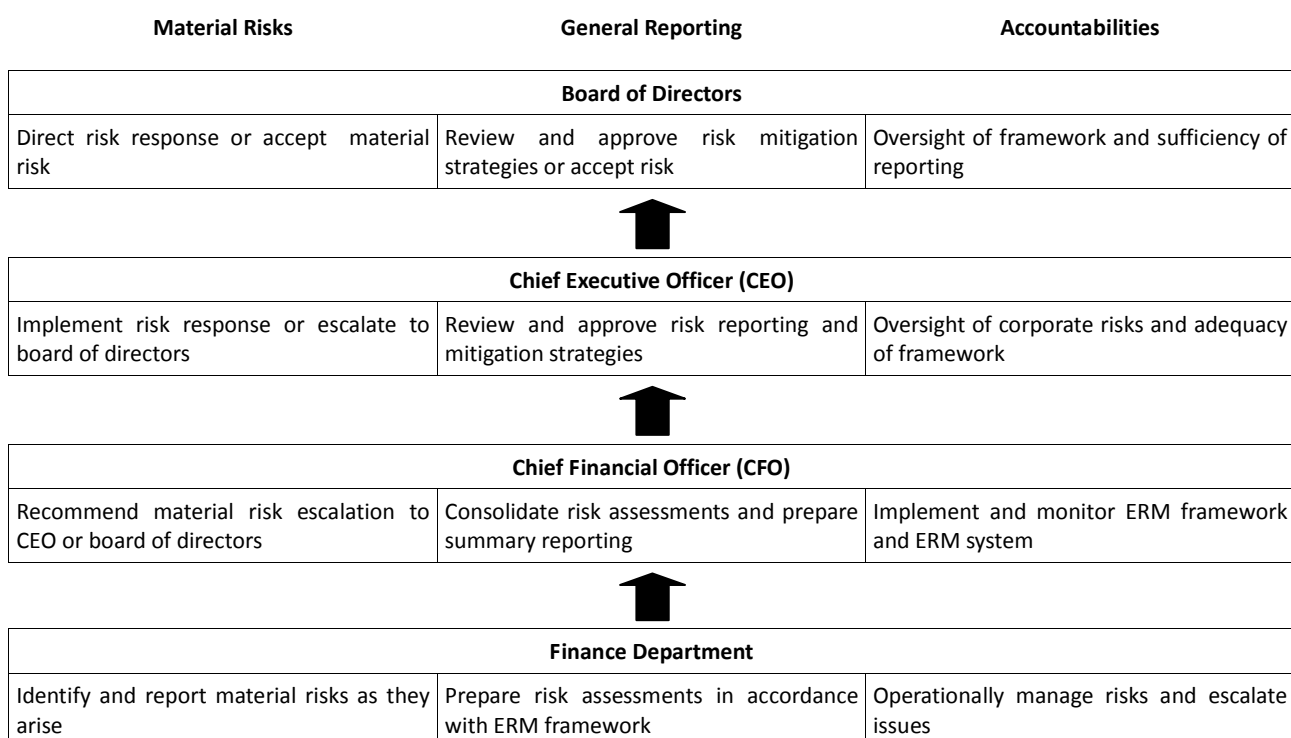 Material Risks General Reporting Accountabilities
Board of Directors
Direct risk response or accept material
risk
Review and approve risk mitigation
strategies or accept risk
Oversight of framework and sufficiency of
reporting
Chief Executive Officer (CEO)
Implement risk response or escalate to
board of directors
Review and approve risk reporting and
mitigation strategies
Oversight of corporate risks and adequacy
of framework
Chief Financial Officer (CFO)
Recommend material risk escalation to
CEO or board of directors
Consolidate risk assessments and prepare
summary reporting
Implement and monitor ERM framework
and ERM system
Finance Department
Identify and report material risks as they
arise
Prepare risk assessments in accordance
with ERM framework
Operationally manage risks and escalate
issues